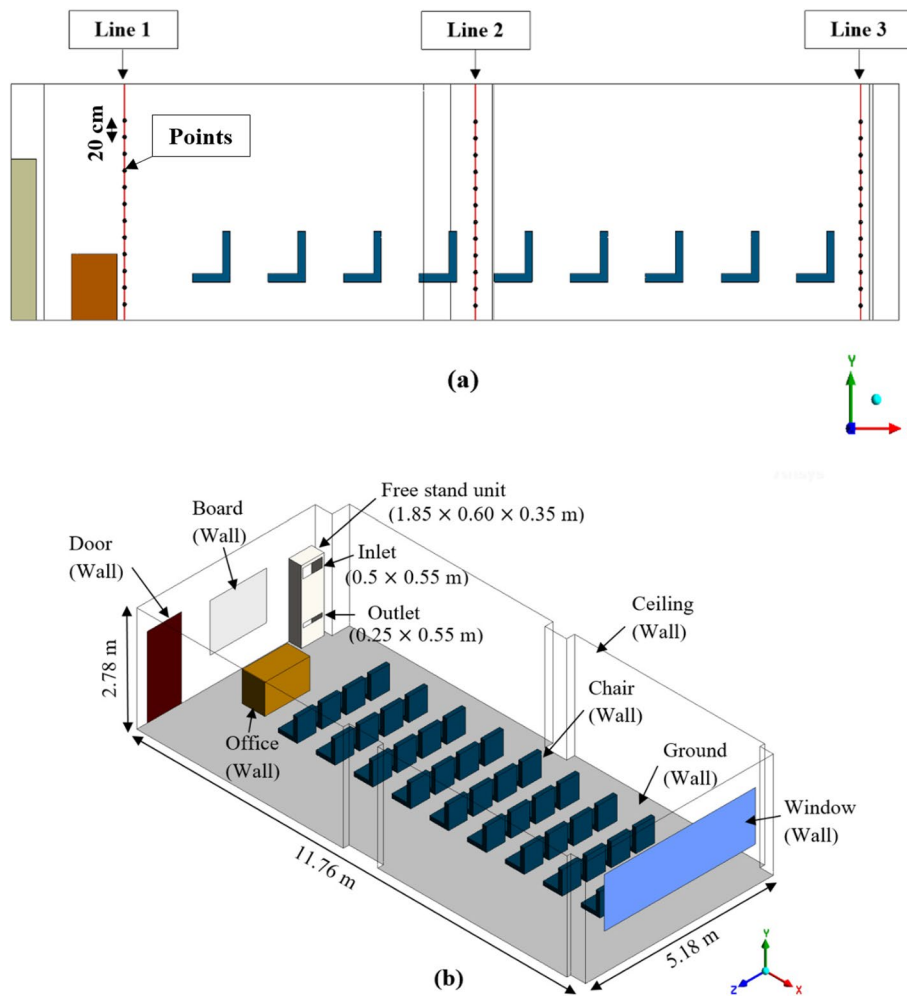 Line 1
Line 2
Line 3
20 cm
Points
(a)
Y
Free stand unit
(1.85 × 0.60 × 0.35 m)
Board
(Wall)
Door
(Wall)
Inlet
(0.5 × 0.55 m)
Outlet
(0.25 × 0.55 m)
Ceiling
(Wall)
2.78 m
Chair
(Wall)
Office
(Wall)
Ground
(Wall)
Window
(Wall)
11.76 m
5.18 m
(b)
Y
Z
X